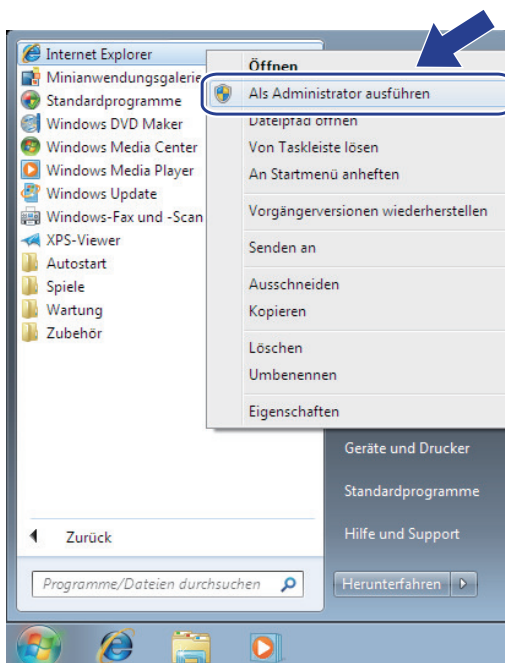 Internet Explorer
Minianwendungsgalerie
Standardprogramme
Windows DVD Maker
Windows Media Center
Windows Media Player
Windows Update
Windows-Fax und -Scan
XPS-Viewer
Autostart
Spiele
Wartung
Zubehör
Zurück
Programme/Dateien durchsuchen
Öffnen
Als Administrator ausführen
Dateipfad öffnen
Von Taskleiste lösen
An Startmenü anheften
Vorgängerversionen wiederherstellen
Senden an
Ausschneiden
Kopieren
Löschen
Umbenennen
Eigenschaften
Geräte und Drucker
Standardprogramme
Hilfe und Support
Herunterfahren